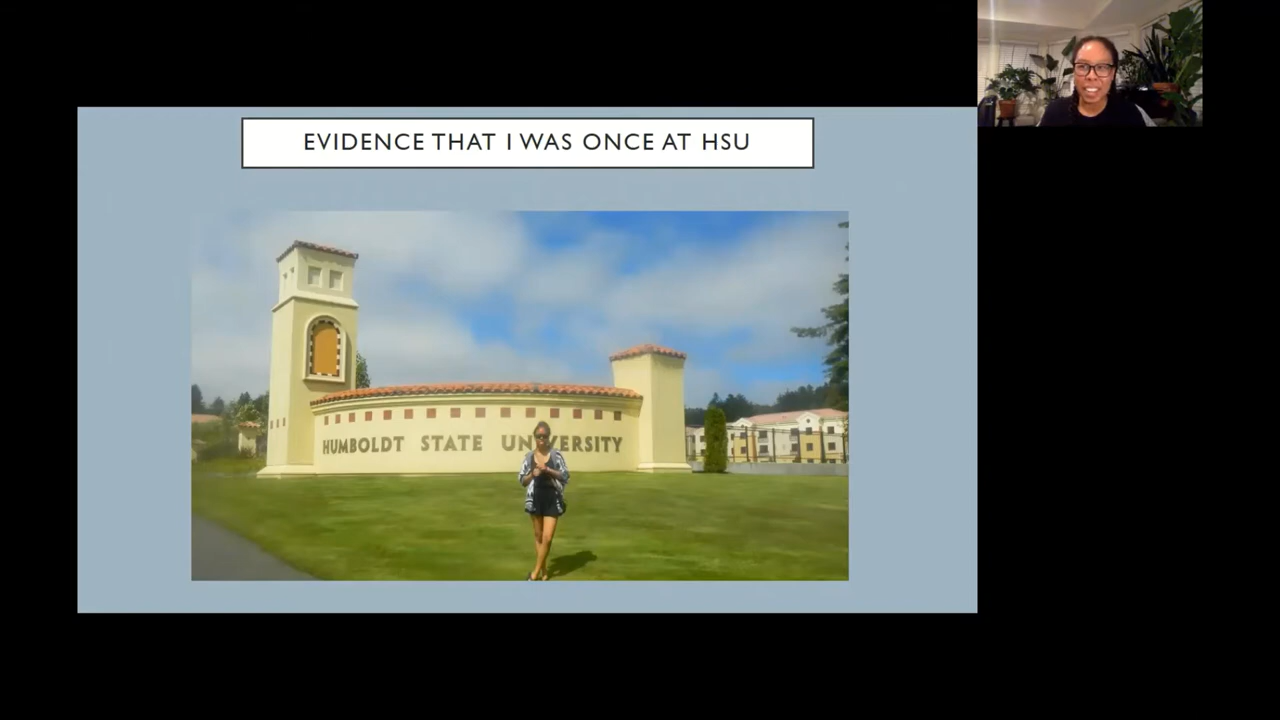 EVIDENCE THAT I WAS ONCE AT HSU
HUMBOLDT STATE UNIVERSITY